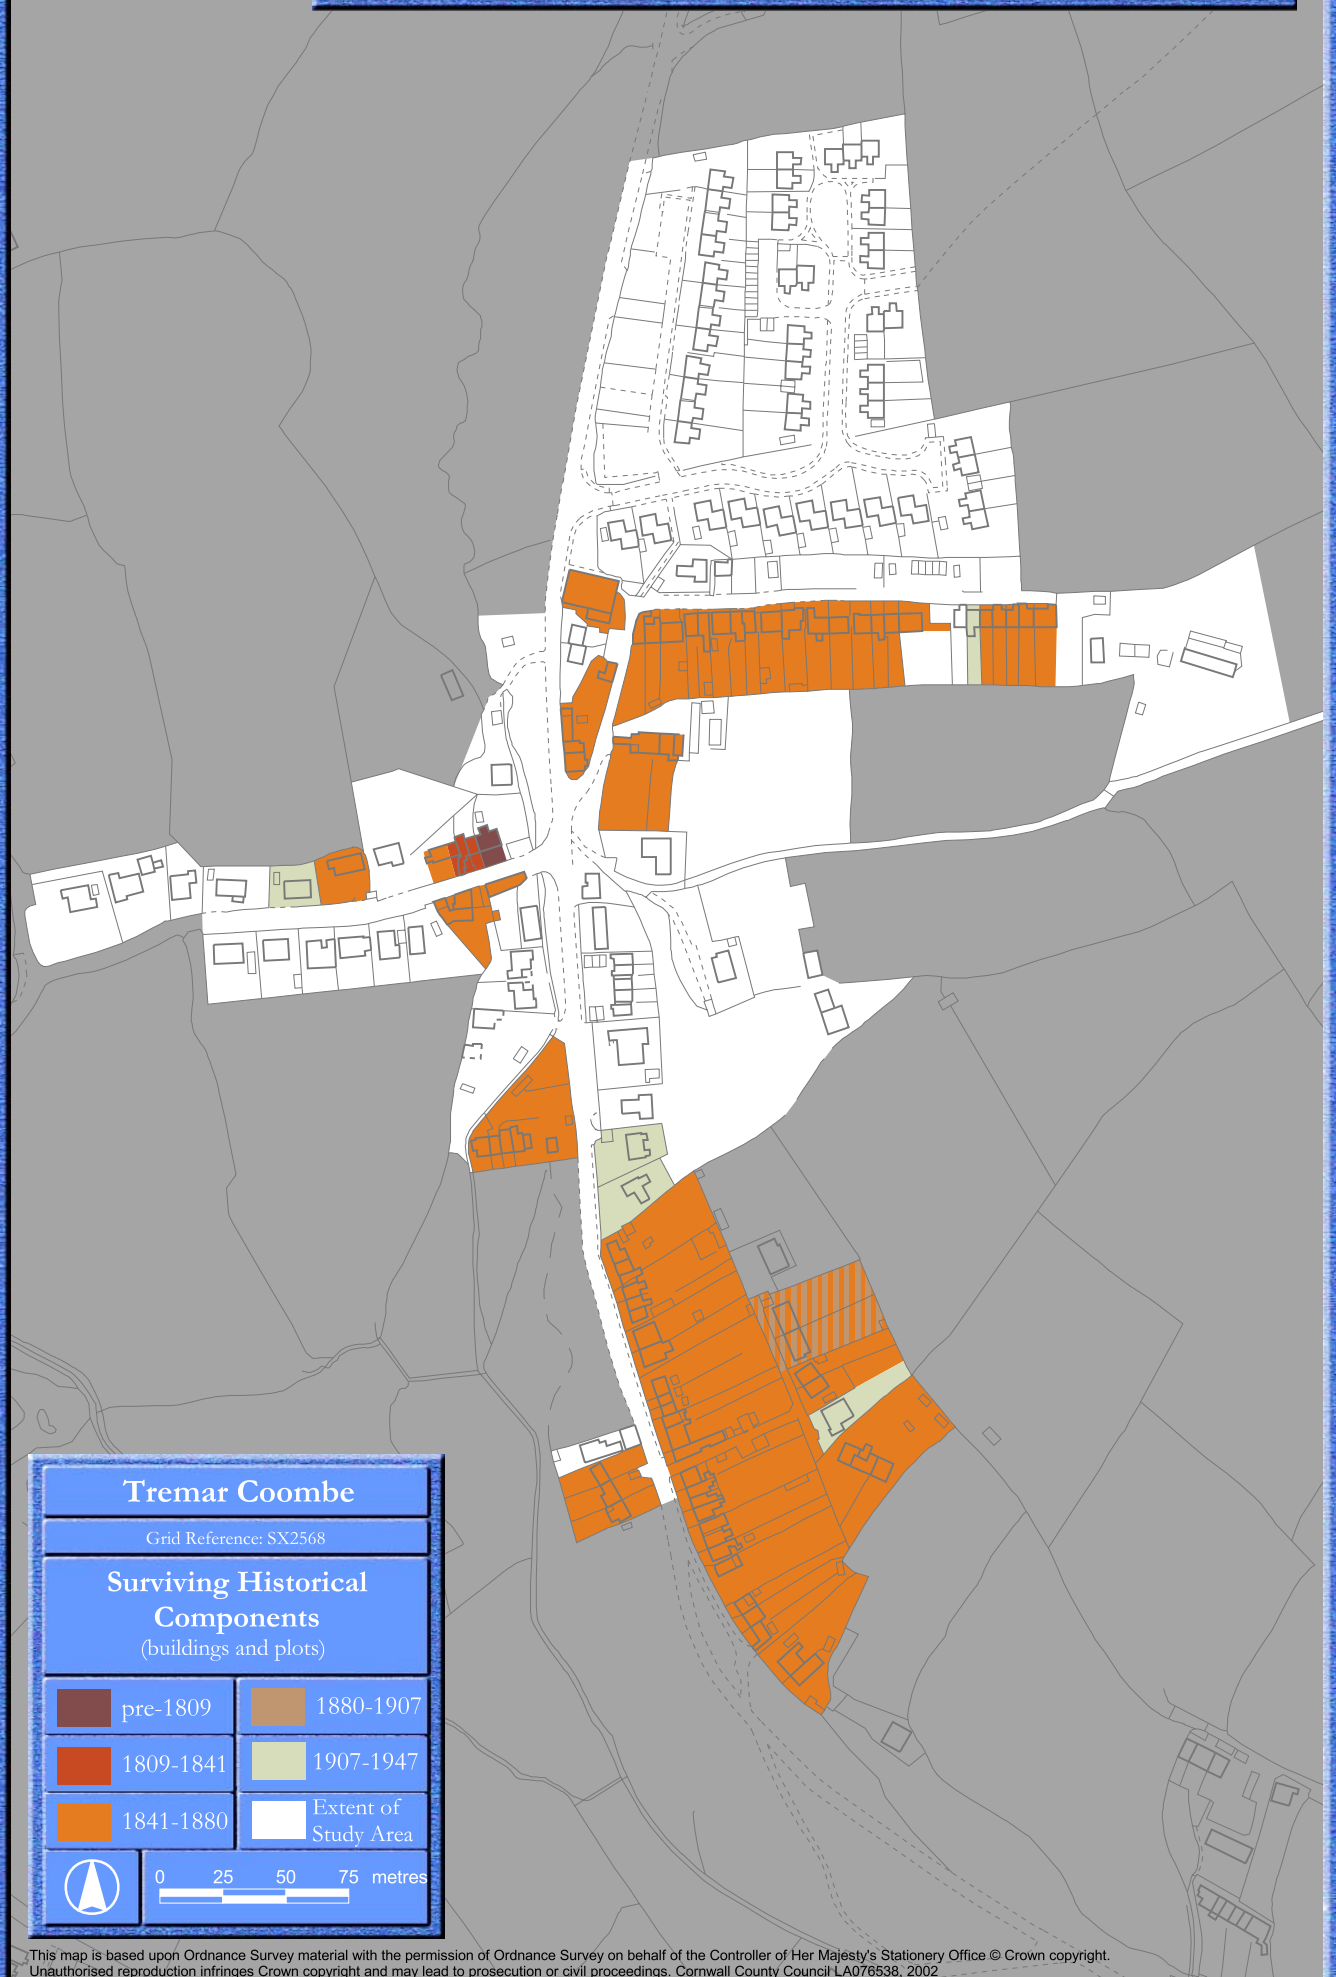 Tremar Coombe
Grid Reference: SX2568
Surviving Historical
Components
(buildings and plots)
pre-1809
1880-1907
1809-1841
1907-1947
1841-1880
Extent of
Study Area
0 25 50 75 metres
This map is based upon Ordnance Survey material with the permission of Ordnance Survey on behalf of the Controller of Her Majesty's Stationery Office © Crown copyright.
Unauthorised reproduction infringes Crown copyright and may lead to prosecution or civil proceedings. Cornwall County Council LA076538, 2002